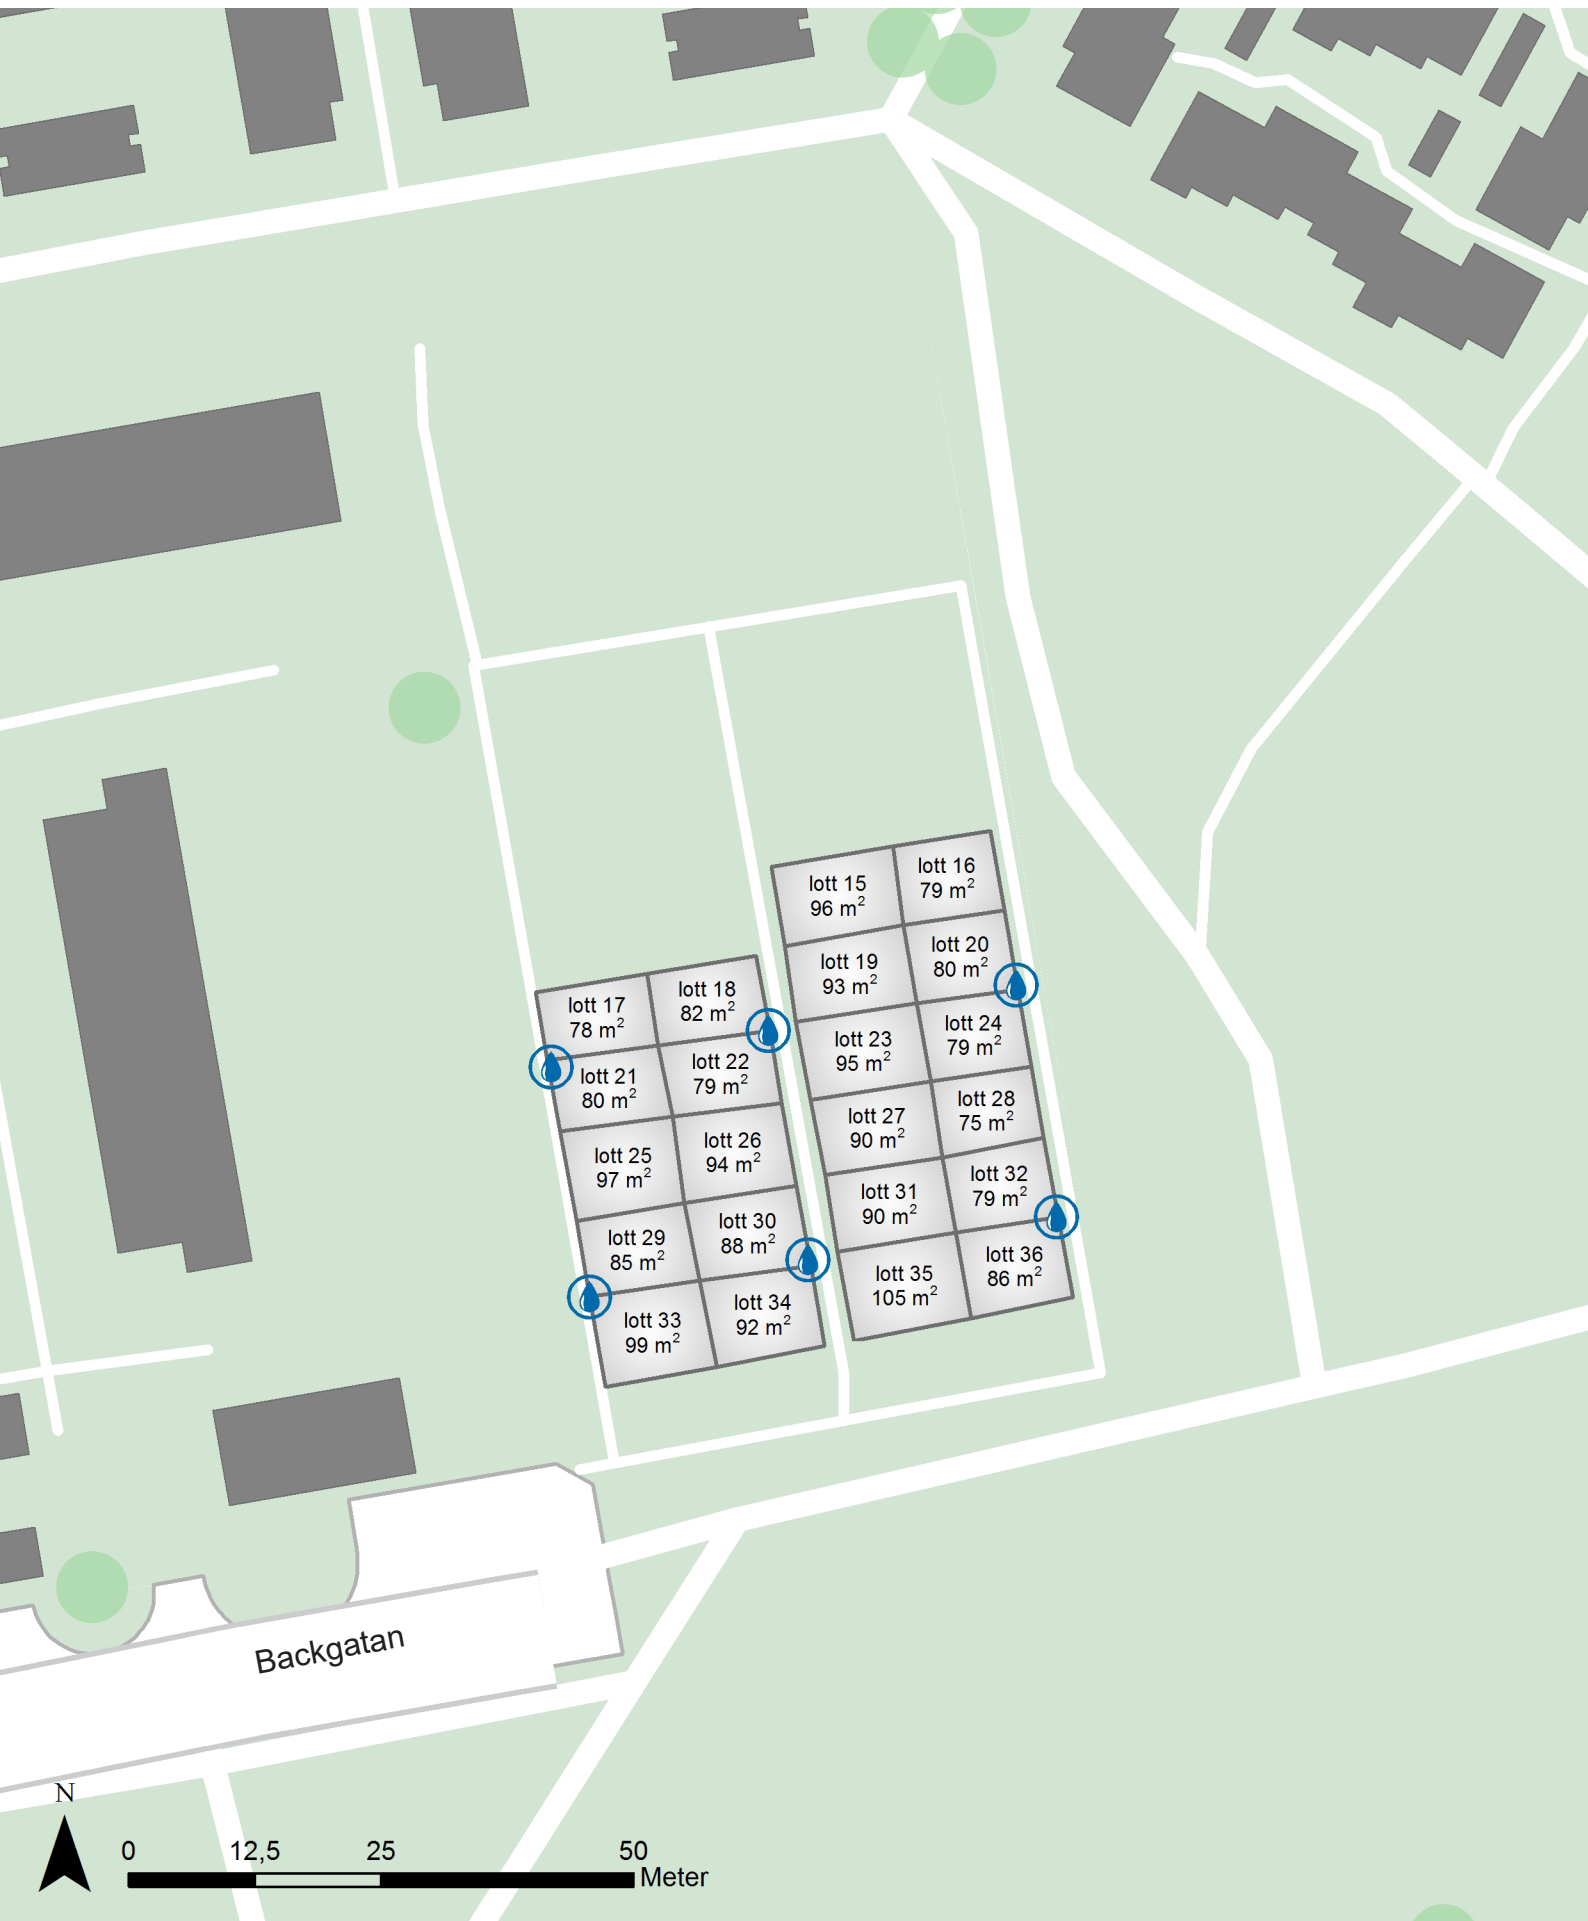 lott 15
96 m²
lott 16
79 m²
lott 19
93 m²
lott 20
80 m²
lott 17
78 m²
lott 18
82 m²
lott 23
95 m²
lott 24
79 m²
lott 21
80 m²
lott 22
79 m²
lott 27
90 m²
lott 28
75 m²
lott 25
97 m²
lott 26
94 m²
lott 31
90 m²
lott 32
79 m²
lott 29
85 m²
lott 30
88 m²
lott 35
105 m²
lott 36
86 m²
lott 33
99 m²
lott 34
92 m²
Backgatan
N
0 12,5 25 50
Meter